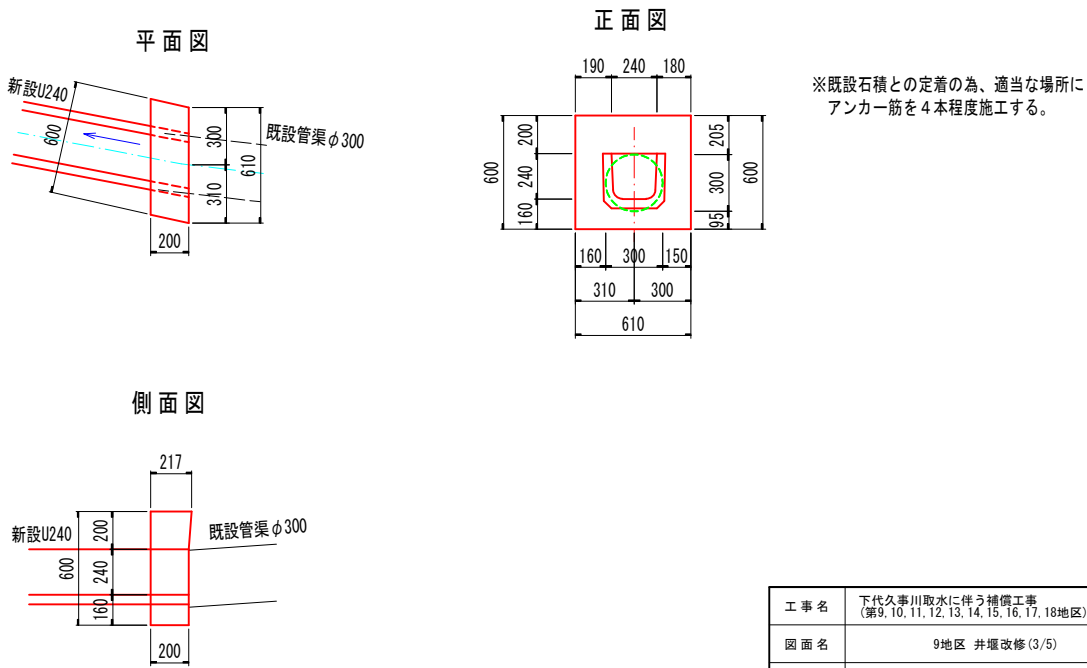 平面図
新設U240
600
既設管渠φ300
300
310
610
200
正面図
190 240 180
600
200
240
160
205
300
95
600
160 300 150
310 300
610
※既設石積との定着の為、適当な場所に
アンカー筋を4本程度施工する。
側面図
217
新設U240
既設管渠φ300
600
200
240
160
200
工事名 下代久事川取水に伴う補償工事
(第9,10,11,12,13,14,15,16,17,18地区)
図面名 9地区 井堰改修(3/5)